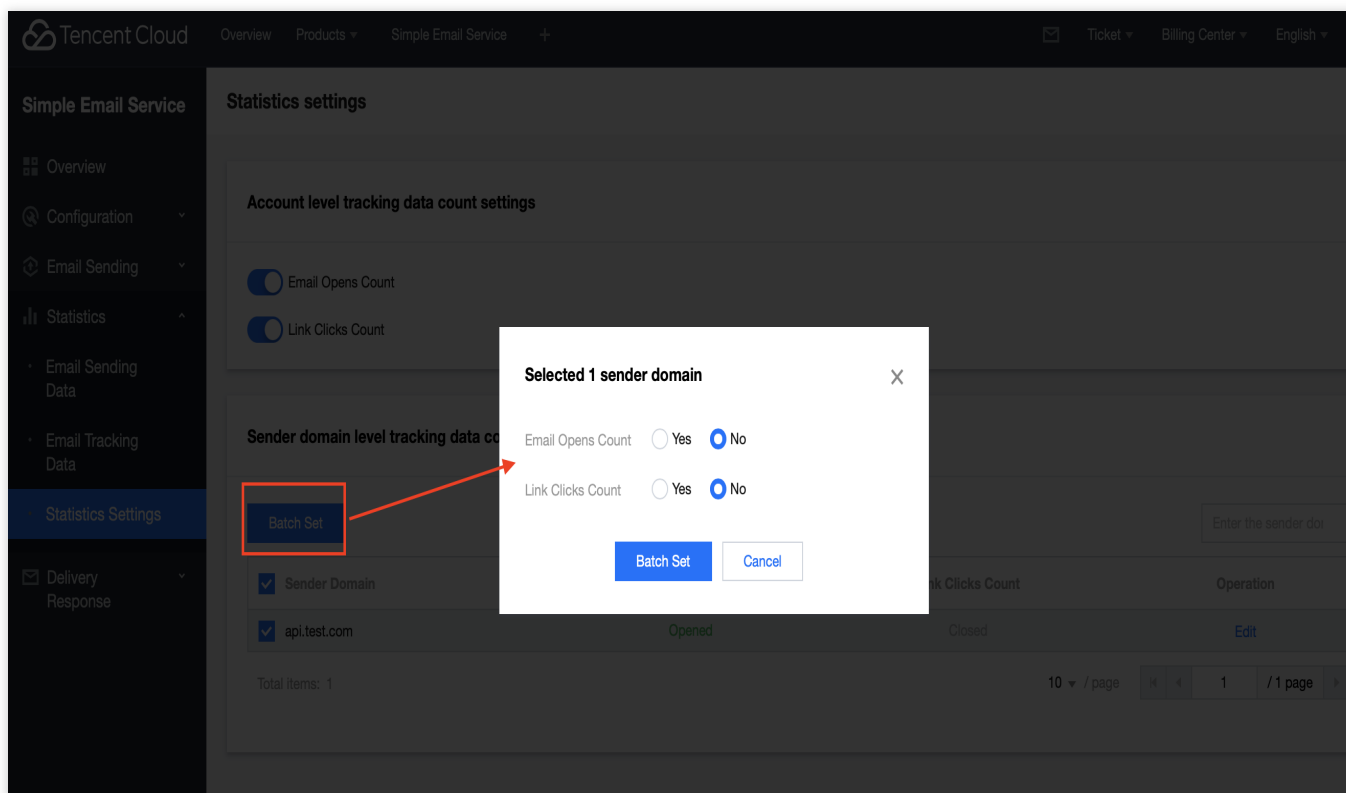 Tencent Cloud Overview Products Simple Email Service + Ticket Billing Center English
Simple Email Service
Statistics settings
Overview
Configuration
Email Sending
Statistics
Email Sending
Data
Email Tracking
Data
Statistics Settings
Delivery
Response
Account level tracking data count settings
Email Opens Count
Link Clicks Count
Selected 1 sender domain X
Email Opens Count Yes No
Link Clicks Count Yes No
Batch Set Cancel
Sender domain level tracking data
Batch Set Enter the sender
Sender Domain Clicks Count Operation
api.test.com Opened Closed Edit
Total items: 1 10 / page 1 / 1 page